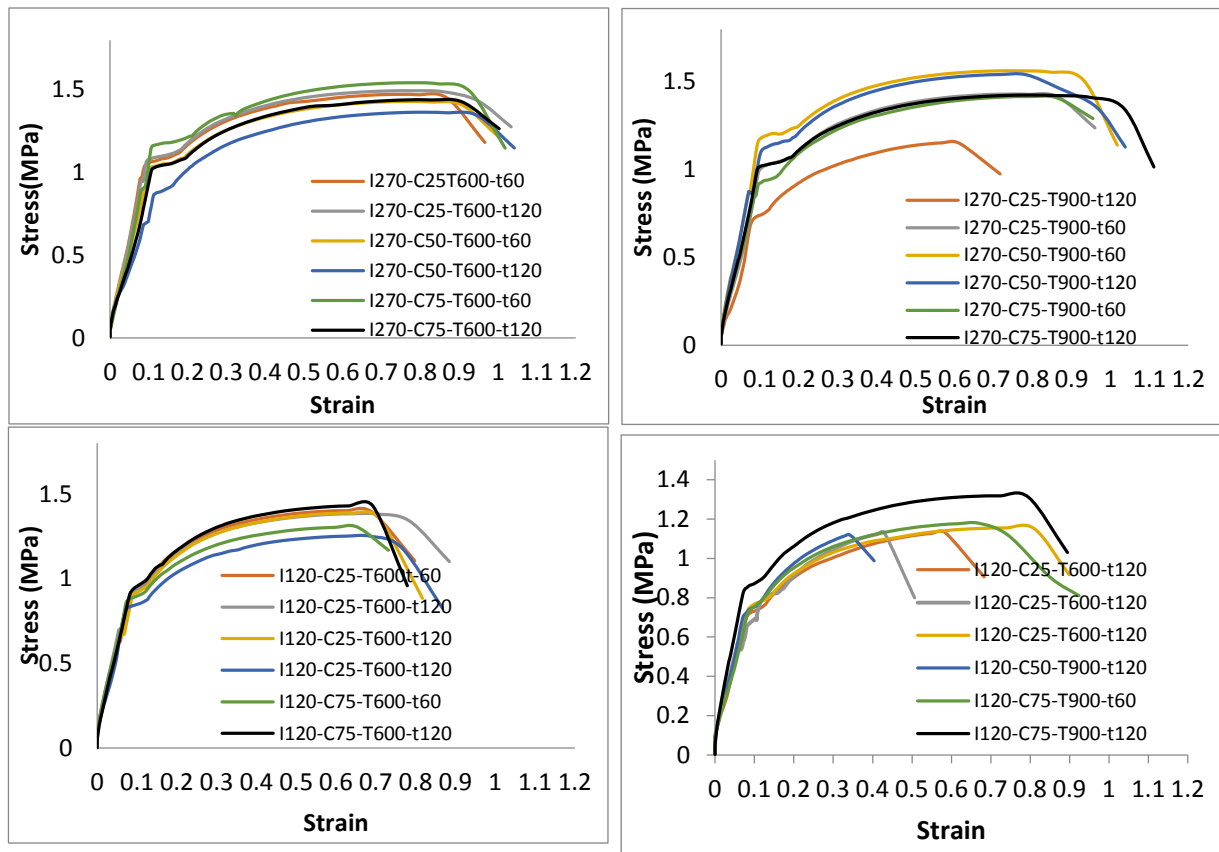 Stress(MPa)
1.5
1
0.5
0
I270-C25T600-t60
I270-C25-T600-t120
I270-C50-T600-t60
I270-C50-T600-t120
I270-C75-T600-t60
I270-C75-T600-t120
0 0.1 0.2 0.3 0.4 0.5 0.6 0.7 0.8 0.9 1 1.1 1.2
Strain
Stress (MPa)
1.5
1
0.5
0
I270-C25-T900-t120
I270-C25-T900-t60
I270-C50-T900-t60
I270-C50-T900-t120
I270-C75-T900-t60
I270-C75-T900-t120
0 0.1 0.2 0.3 0.4 0.5 0.6 0.7 0.8 0.9 1 1.1 1.2
Strain
Stress (MPa)
1.5
1
0.5
0
I120-C25-T600t-60
I120-C25-T600-t120
I120-C25-T600-t120
I120-C25-T600-t120
I120-C75-T600-t60
I120-C75-T600-t120
0 0.1 0.2 0.3 0.4 0.5 0.6 0.7 0.8 0.9 1 1.1 1.2
Strain
Stress (MPa)
1.4
1.2
1
0.8
0.6
0.4
0.2
0
I120-C25-T600-t120
I120-C25-T600-t120
I120-C25-T600-t120
I120-C50-T900-t120
I120-C75-T900-t60
I120-C75-T900-t120
0 0.1 0.2 0.3 0.4 0.5 0.6 0.7 0.8 0.9 1 1.1 1.2
Strain